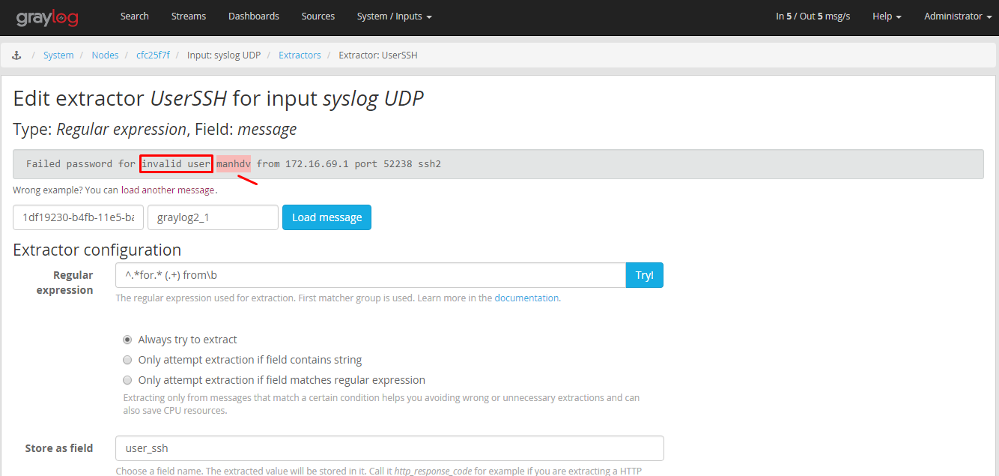 graylog Search Streams Dashboards Sources System / Inputs In 5 / Out 5 msg/s Help Administrator
/ System / Nodes / cfc25f7f / Input: syslog UDP / Extractors / Extractor: UserSSH
Edit extractor UserSSH for input syslog UDP
Type: Regular expression, Field: message
Failed password for invalid user manhdv from 172.16.69.1 port 52238 ssh2
Wrong example? You can load another message.
1df19230-b4fb-11e5-ba graylog2_1 Load message
Extractor configuration
Regular expression ^.*for.* (.+) from\b Try!
The regular expression used for extraction. First matcher group is used. Learn more in the documentation.
Always try to extract
Only attempt extraction if field contains string
Only attempt extraction if field matches regular expression
Extracting only from messages that match a certain condition helps you avoiding wrong or unnecessary extractions and can
also save CPU resources.
Store as field user_ssh
Choose a field name. The extracted value will be stored in it. Call it http_response_code for example if you are extracting a HTTP